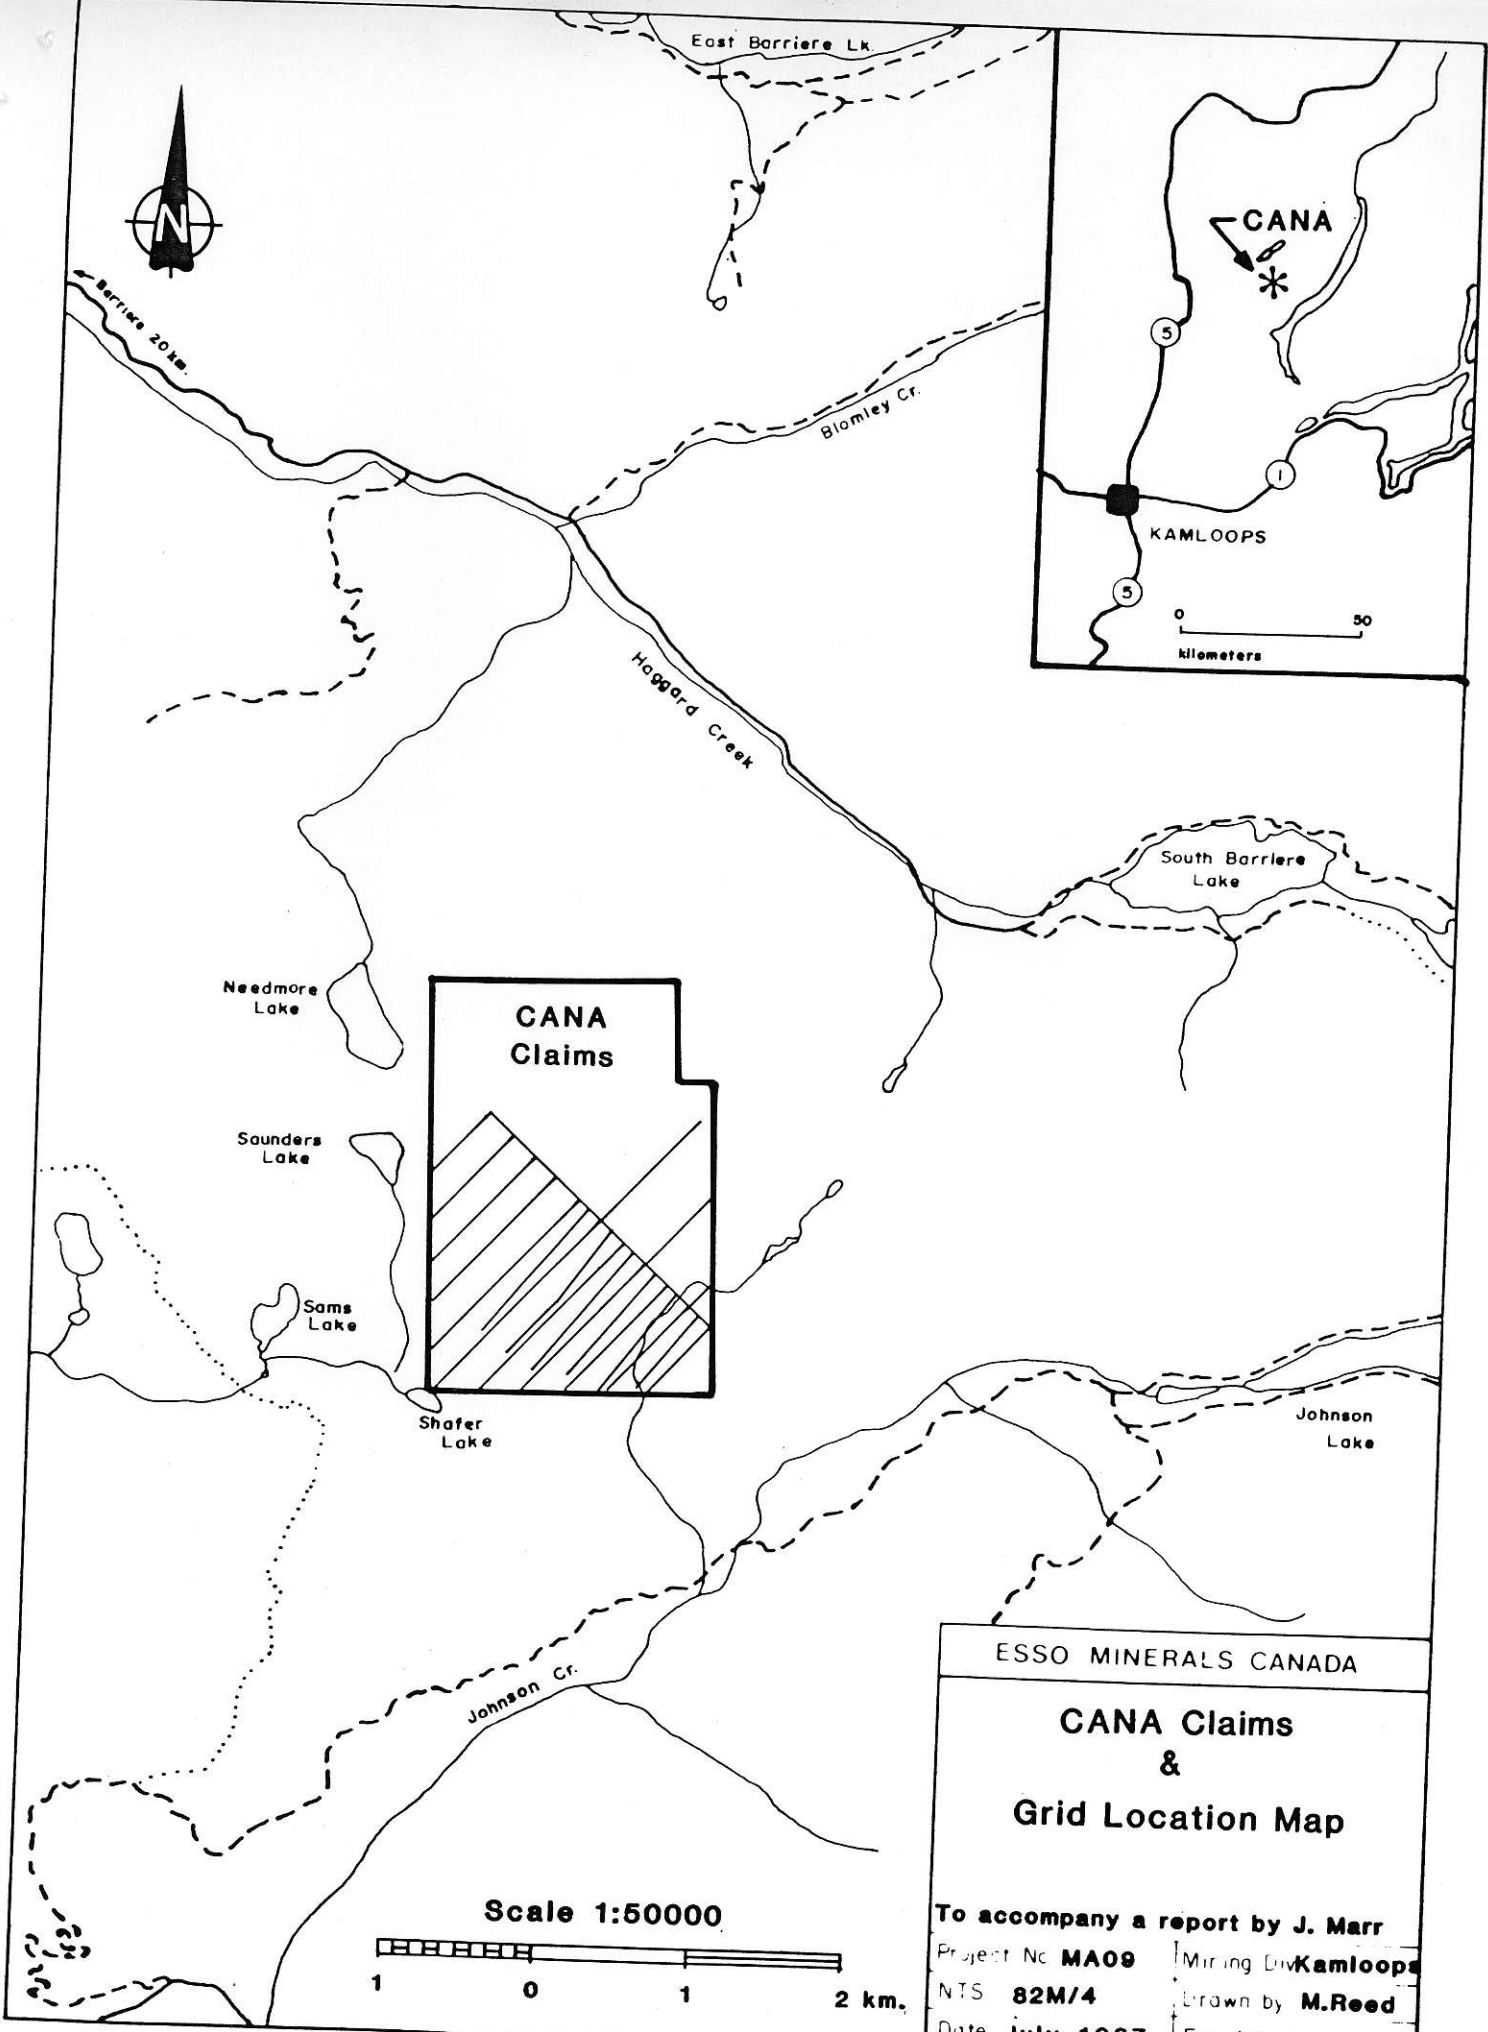 East Barriere Lk.
N
Barriere 20 km.
CANA
5
1
KAMLOOPS
5
0 50
kilometers
Blomley Cr.
Haggard Creek
South Barriere
Lake
Needmore
Lake
CANA
Claims
Saunders
Lake
Sams
Lake
Shafer
Lake
Johnson
Lake
Johnson Cr.
ESSO MINERALS CANADA
CANA Claims
&
Grid Location Map
Scale 1:50000
1 0 1 2 km.
To accompany a report by J. Marr
Project No MA09 Mining Div Kamloops
NTS 82M/4 Drawn by M.Reed
Date July